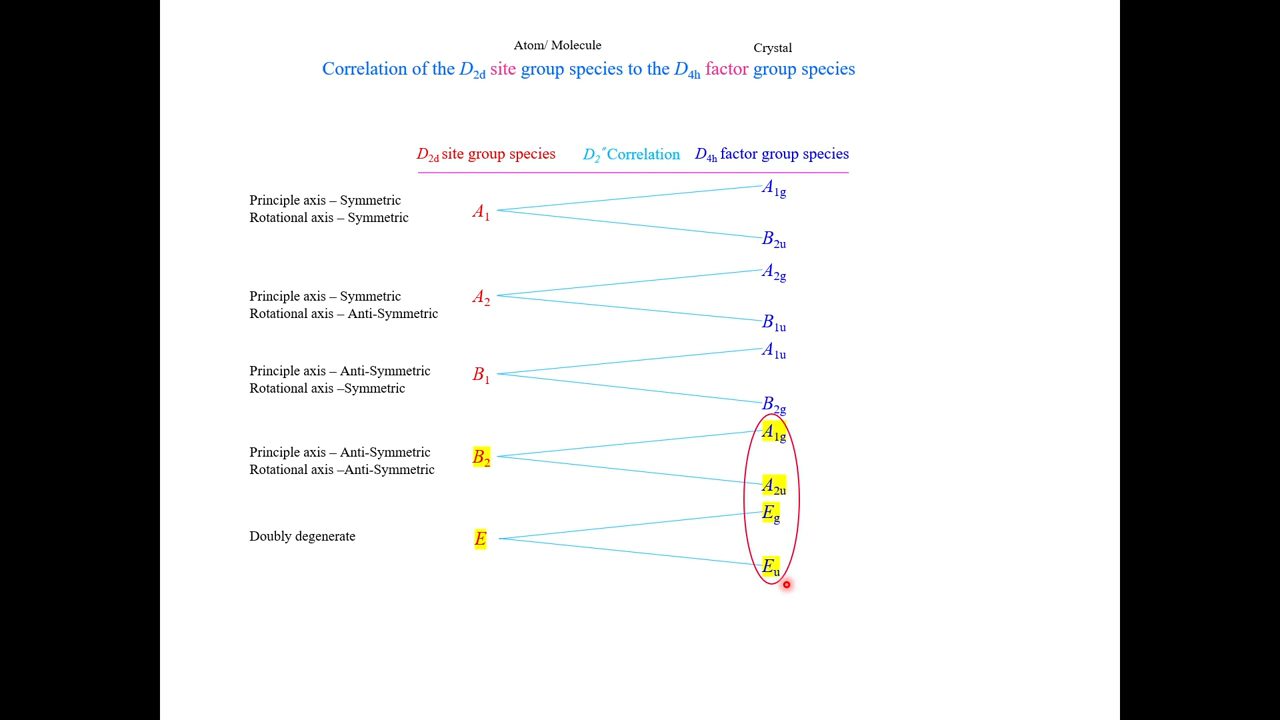 Atom/ Molecule
Crystal
Correlation of the D2d site group species to the D4h factor group species
D2d site group species D2″ Correlation D4h factor group species
A1g
Principle axis – Symmetric
Rotational axis – Symmetric
A1
B2u
A2g
Principle axis – Symmetric
Rotational axis – Anti-Symmetric
A2
B1u
A1u
Principle axis – Anti-Symmetric
Rotational axis –Symmetric
B1
B2g
A1g
Principle axis – Anti-Symmetric
Rotational axis –Anti-Symmetric
B2
A2u
Eg
Doubly degenerate
E
Eu